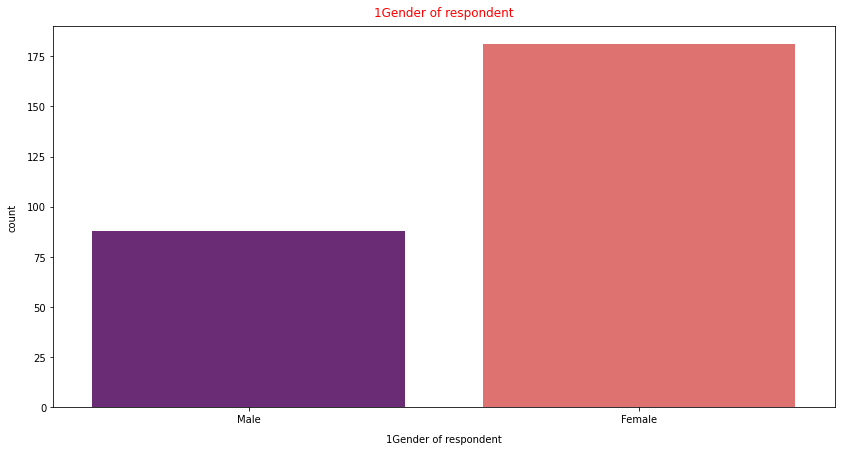 1Gender of respondent
count
175
150
125
100
75
50
25
0
Male Female
1Gender of respondent